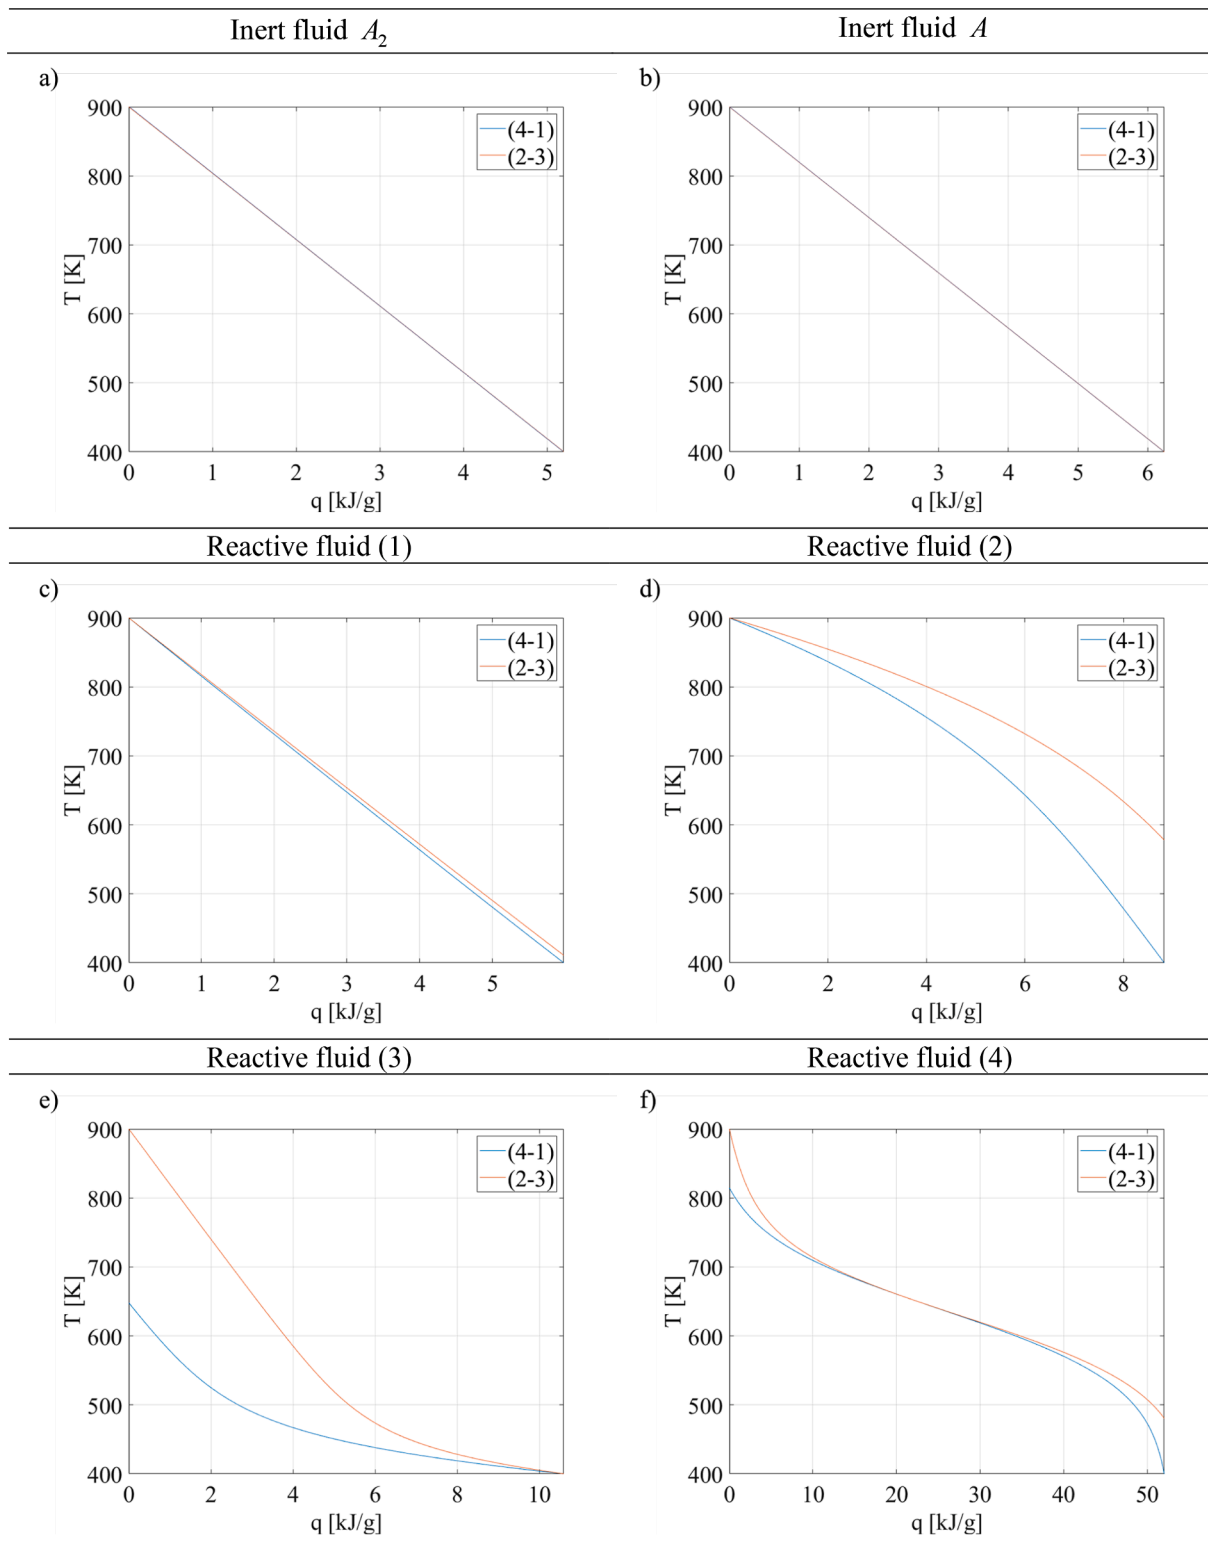 Inert fluid A₂
Inert fluid A
a)
b)
900
800
700
600
500
400
T [K]
0 1 2 3 4 5
q [kJ/g]
(4-1)
(2-3)
900
800
700
600
500
400
T [K]
0 1 2 3 4 5 6
q [kJ/g]
(4-1)
(2-3)
Reactive fluid (1)
Reactive fluid (2)
c)
d)
900
800
700
600
500
400
T [K]
0 1 2 3 4 5
q [kJ/g]
(4-1)
(2-3)
900
800
700
600
500
400
T [K]
0 2 4 6 8
q [kJ/g]
(4-1)
(2-3)
Reactive fluid (3)
Reactive fluid (4)
e)
f)
900
800
700
600
500
400
T [K]
0 2 4 6 8 10
q [kJ/g]
(4-1)
(2-3)
900
800
700
600
500
400
T [K]
0 10 20 30 40 50
q [kJ/g]
(4-1)
(2-3)